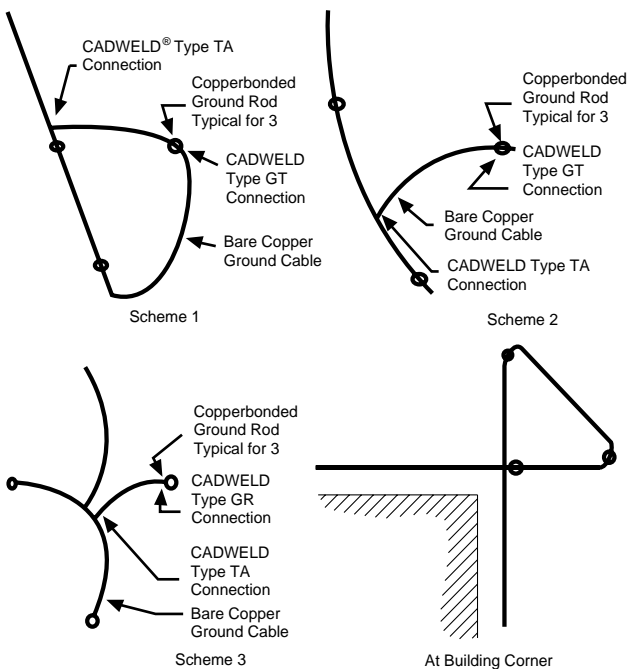 CADWELD® Type TA
Connection
Copperbonded
Ground Rod
Typical for 3
CADWELD
Type GT
Connection
Bare Copper
Ground Cable
Scheme 1
Copperbonded
Ground Rod
Typical for 3
CADWELD
Type GT
Connection
Bare Copper
Ground Cable
CADWELD Type TA
Connection
Scheme 2
Copperbonded
Ground Rod
Typical for 3
CADWELD
Type GR
Connection
CADWELD
Type TA
Connection
Bare Copper
Ground Cable
Scheme 3
At Building Corner